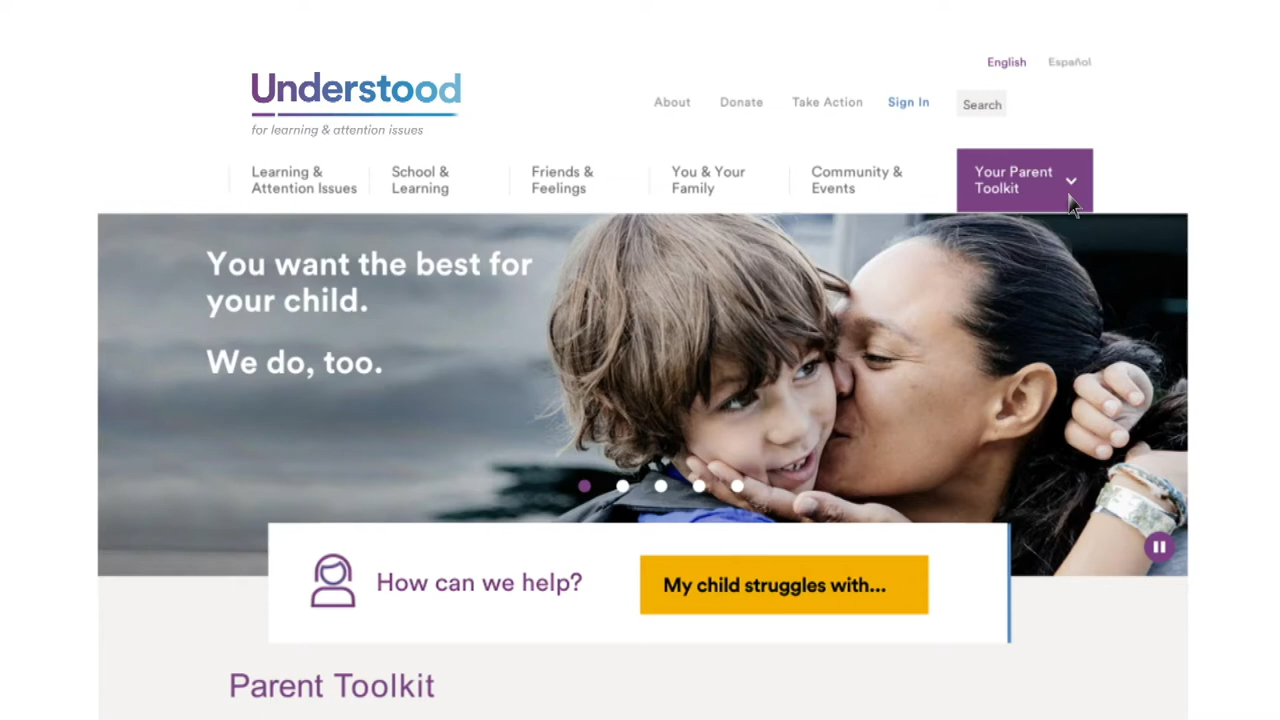 English Español
Understood
for learning & attention issues
About Donate Take Action Sign In Search
Learning &
Attention Issues
School &
Learning
Friends &
Feelings
You & Your
Family
Community &
Events
Your Parent
Toolkit
You want the best for
your child.
We do, too.
How can we help?
My child struggles with...
Parent Toolkit